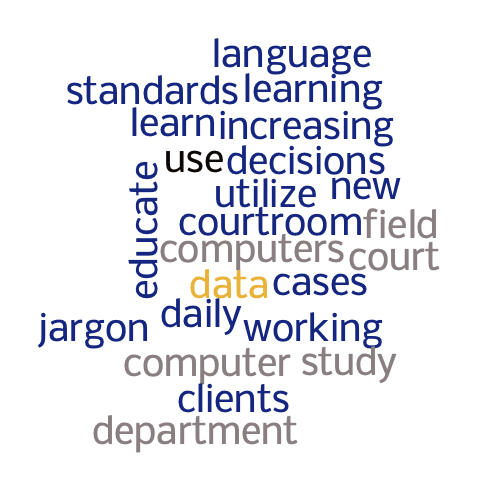 language
standards learning
learn increasing
use decisions
utilize new
educate
courtroom field
computers court
data cases
jargon daily working
computer study
clients
department